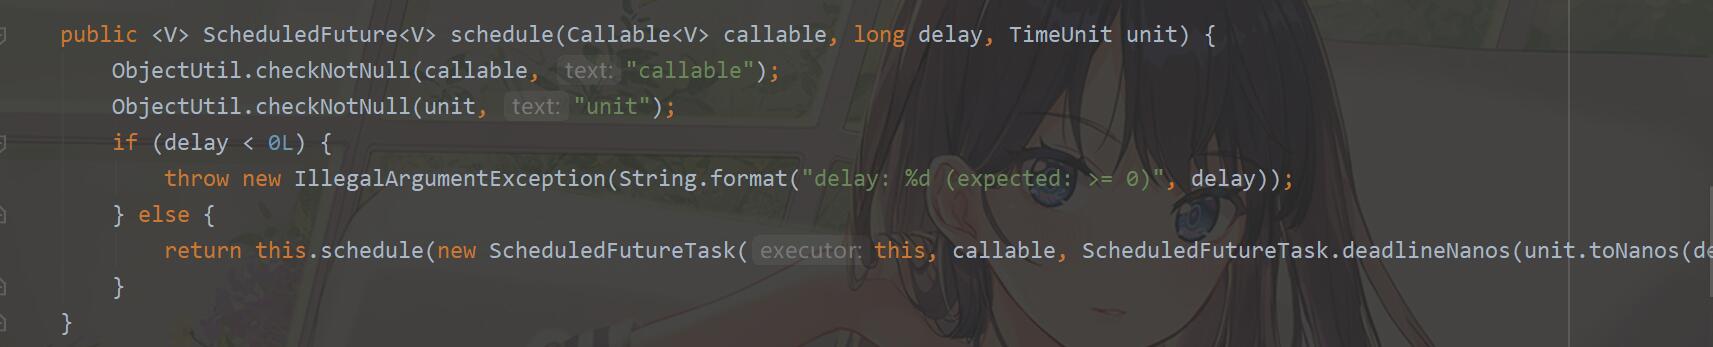 public <V> ScheduledFuture<V> schedule(Callable<V> callable, long delay, TimeUnit unit) {
ObjectUtil.checkNotNull(callable, text: "callable");
ObjectUtil.checkNotNull(unit, text: "unit");
if (delay < 0L) {
throw new IllegalArgumentException(String.format("delay: %d (expected: >= 0)", delay));
} else {
return this.schedule(new ScheduledFutureTask( executor: this, callable, ScheduledFutureTask.deadlineNanos(unit.toNanos(de
}
}